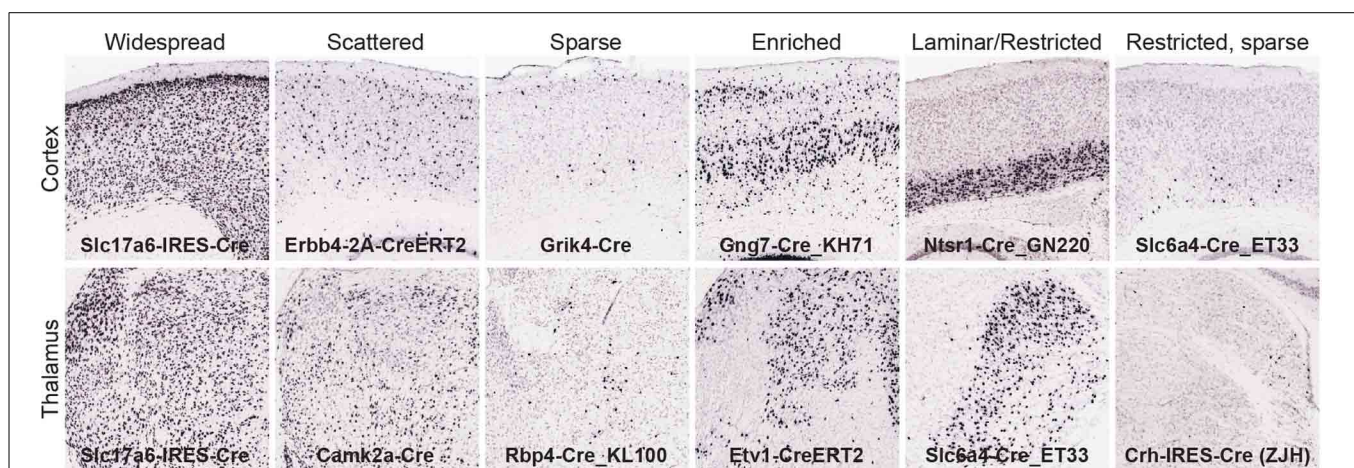 Widespread Scattered Sparse Enriched Laminar/Restricted Restricted, sparse
Cortex
Slc17a6-IRES-Cre Erbb4-2A-CreERT2 Grik4-Cre Gng7-Cre_KH71 Ntsr1-Cre_GN220 Slc6a4-Cre_ET33
Thalamus
Slc17a6-IRES-Cre Camk2a-Cre Rbp4-Cre_KL100 Etv1-CreERT2 Slc6a4-Cre_ET33 Crh-IRES-Cre (ZJH)